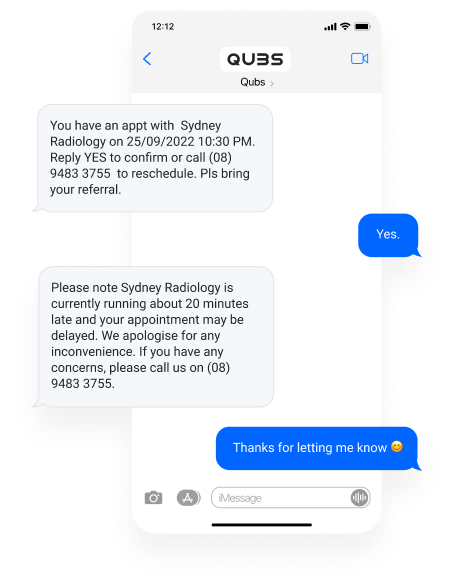 12:12
QUBS
Qubs
You have an appt with Sydney
Radiology on 25/09/2022 10:30 PM.
Reply YES to confirm or call (08)
9483 3755 to reschedule. Pls bring
your referral.
Yes.
Please note Sydney Radiology is
currently running about 20 minutes
late and your appointment may be
delayed. We apologise for any
inconvenience. If you have any
concerns, please call us on (08)
9483 3755.
Thanks for letting me know 😊
iMessage